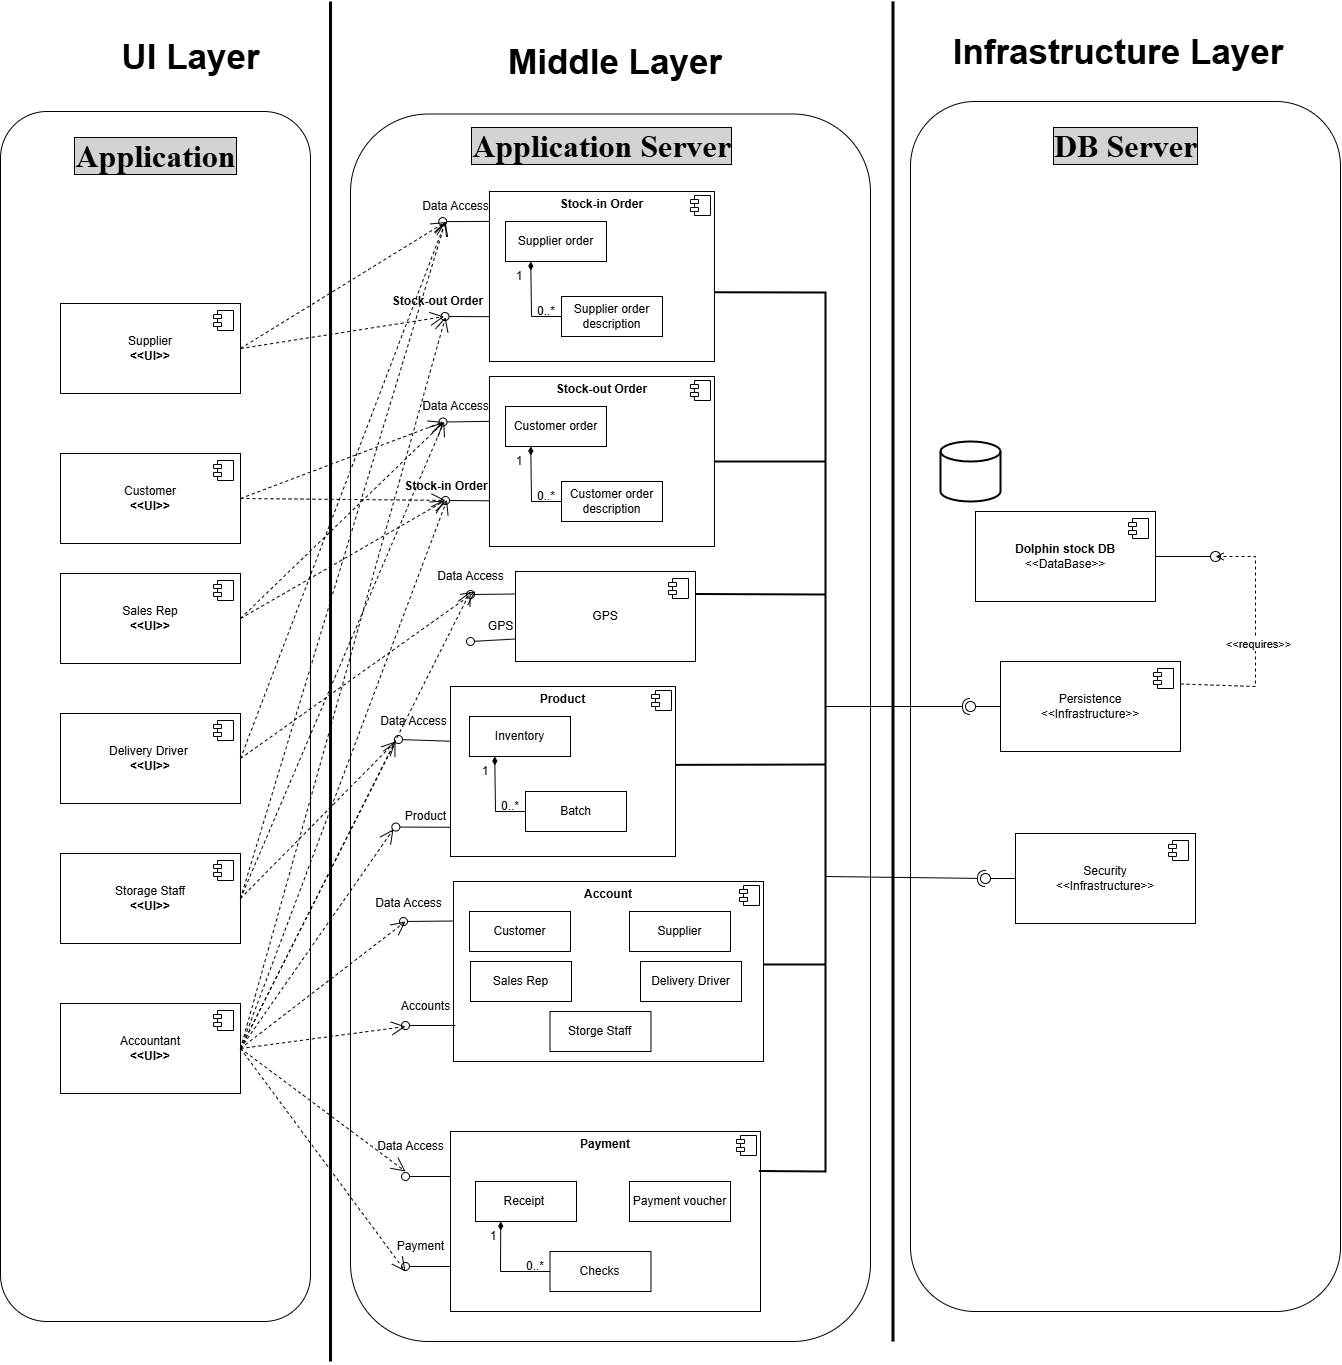 UI Layer
Middle Layer
Infrastructure Layer
Application
Application Server
DB Server
Supplier
<<UI>>
Customer
<<UI>>
Sales Rep
<<UI>>
Delivery Driver
<<UI>>
Storage Staff
<<UI>>
Accountant
<<UI>>
Data Access
Stock-in Order
Supplier order
1
Stock-out Order
0..*
Supplier order
description
Stock-out Order
Data Access
Customer order
1
Stock-in Order
0..*
Customer order
description
Data Access
GPS
GPS
Product
Data Access
Inventory
1
0..*
Product
Batch
Account
Data Access
Customer
Supplier
Sales Rep
Delivery Driver
Accounts
Storge Staff
Data Access
Payment
Receipt
Payment voucher
1
Payment
0..*
Checks
Dolphin stock DB
<<DataBase>>
<<requires>>
Persistence
<<Infrastructure>>
Security
<<Infrastructure>>